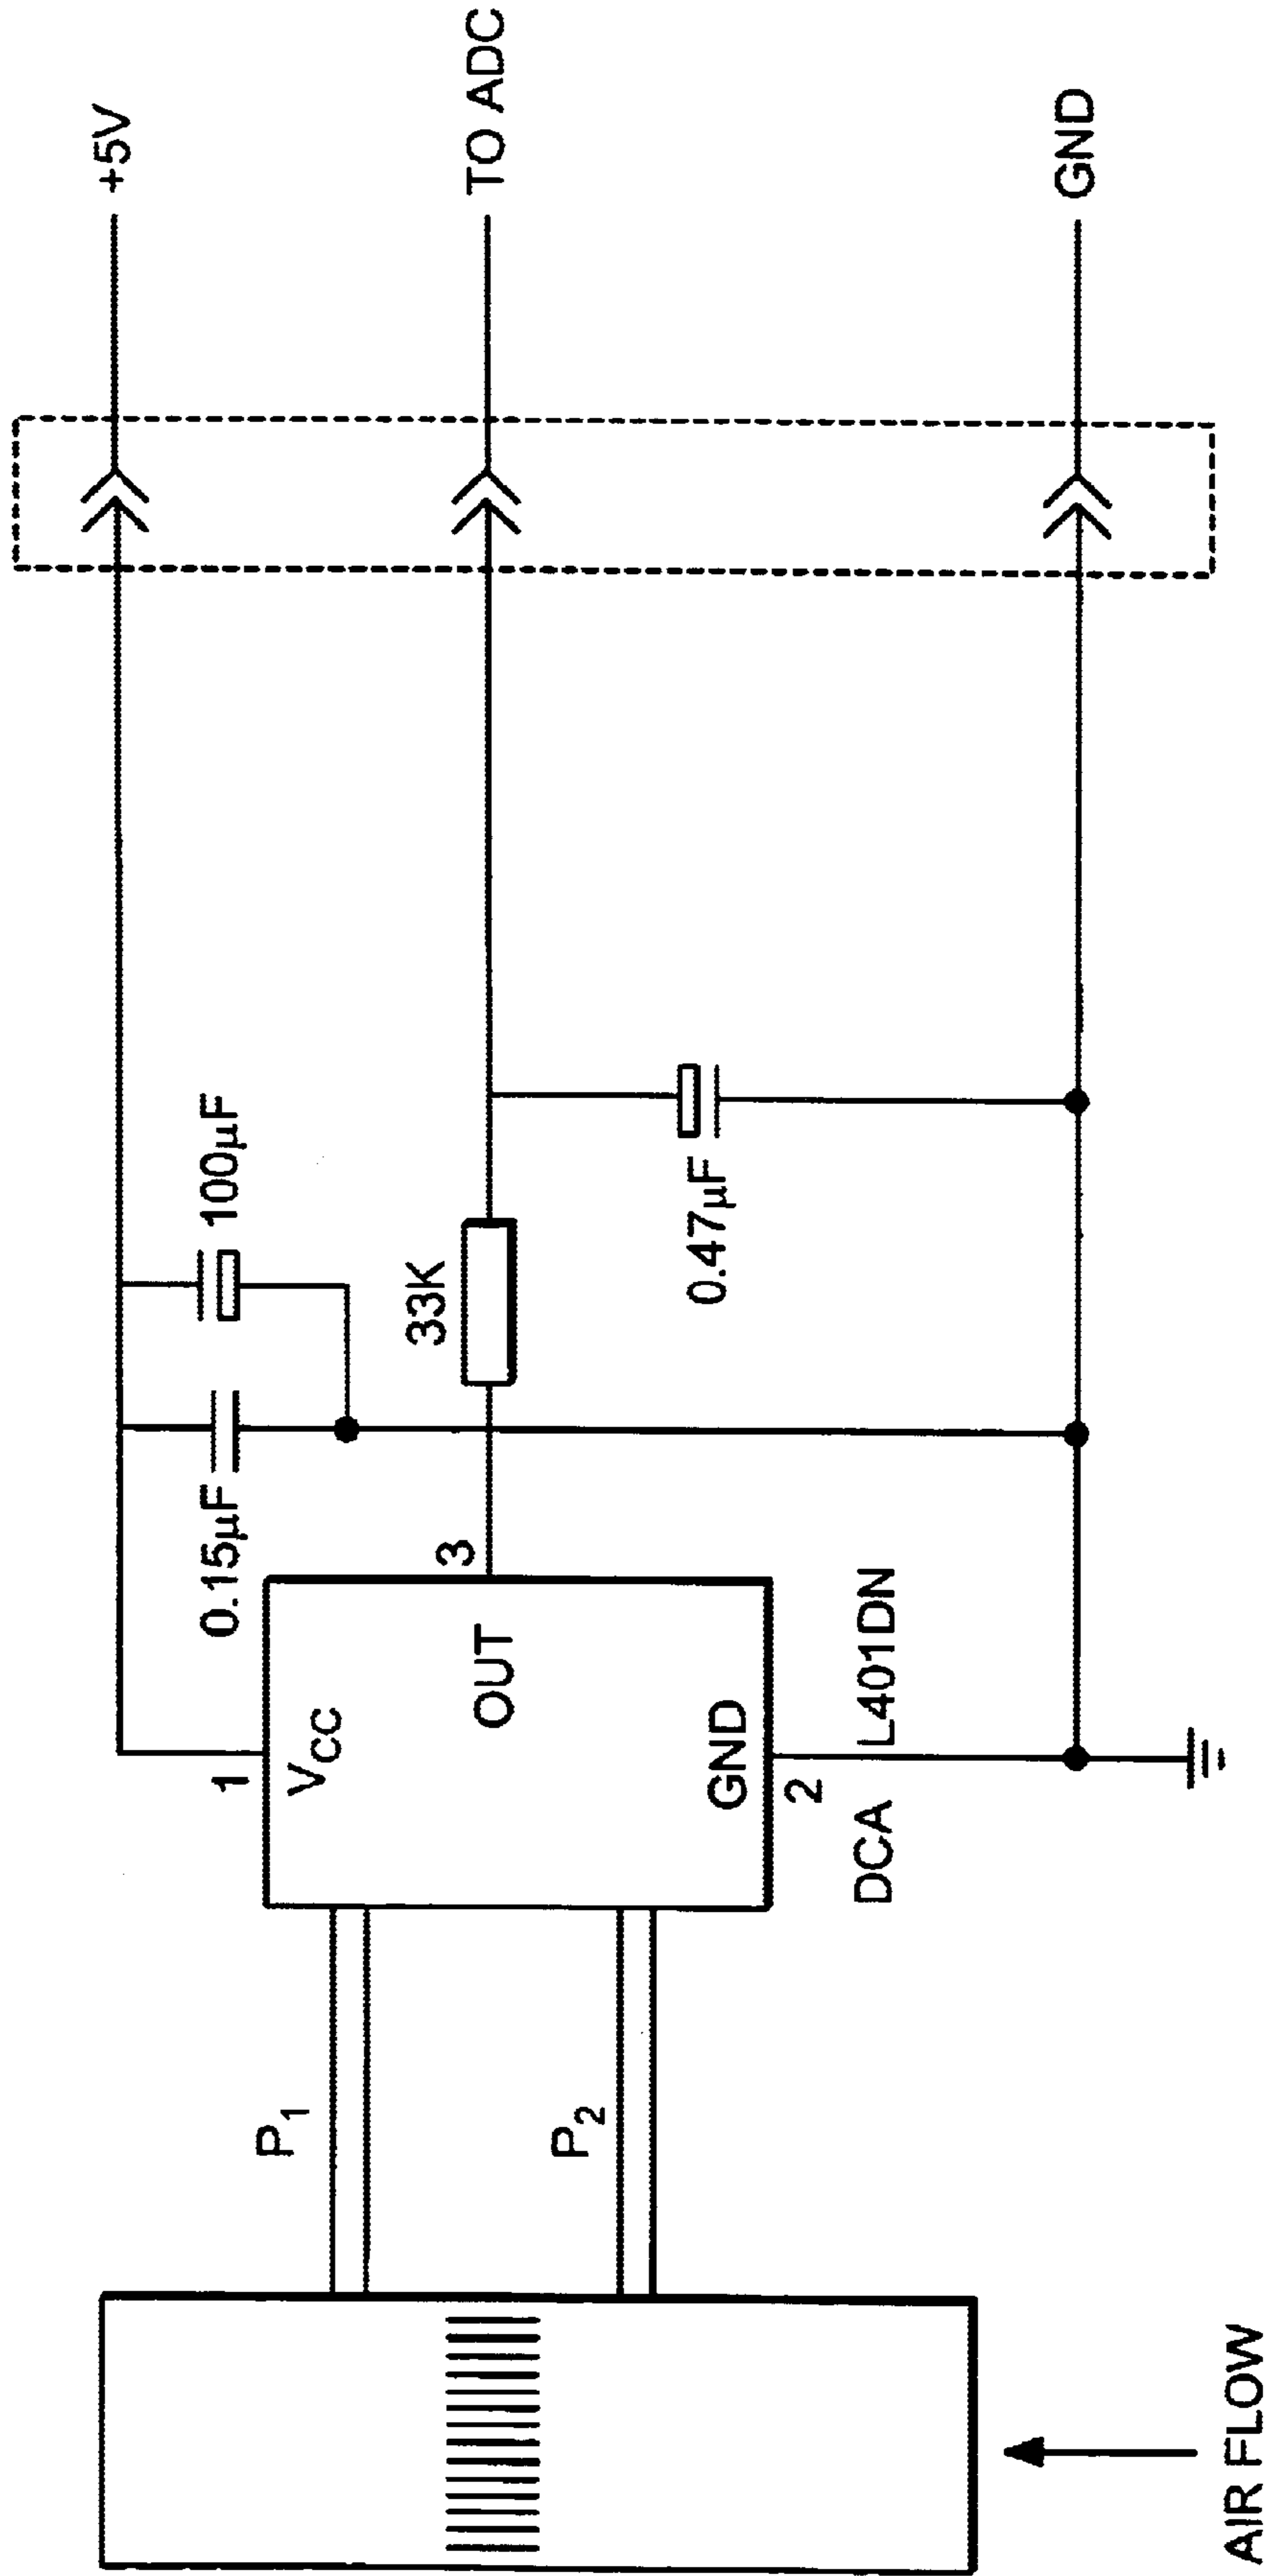 +5V
TO ADC
GND
100µF
0.15µF
33K
0.47µF
1
V_CC
3
OUT
GND
2
DCA L401DN
P₁
P₂
AIR FLOW